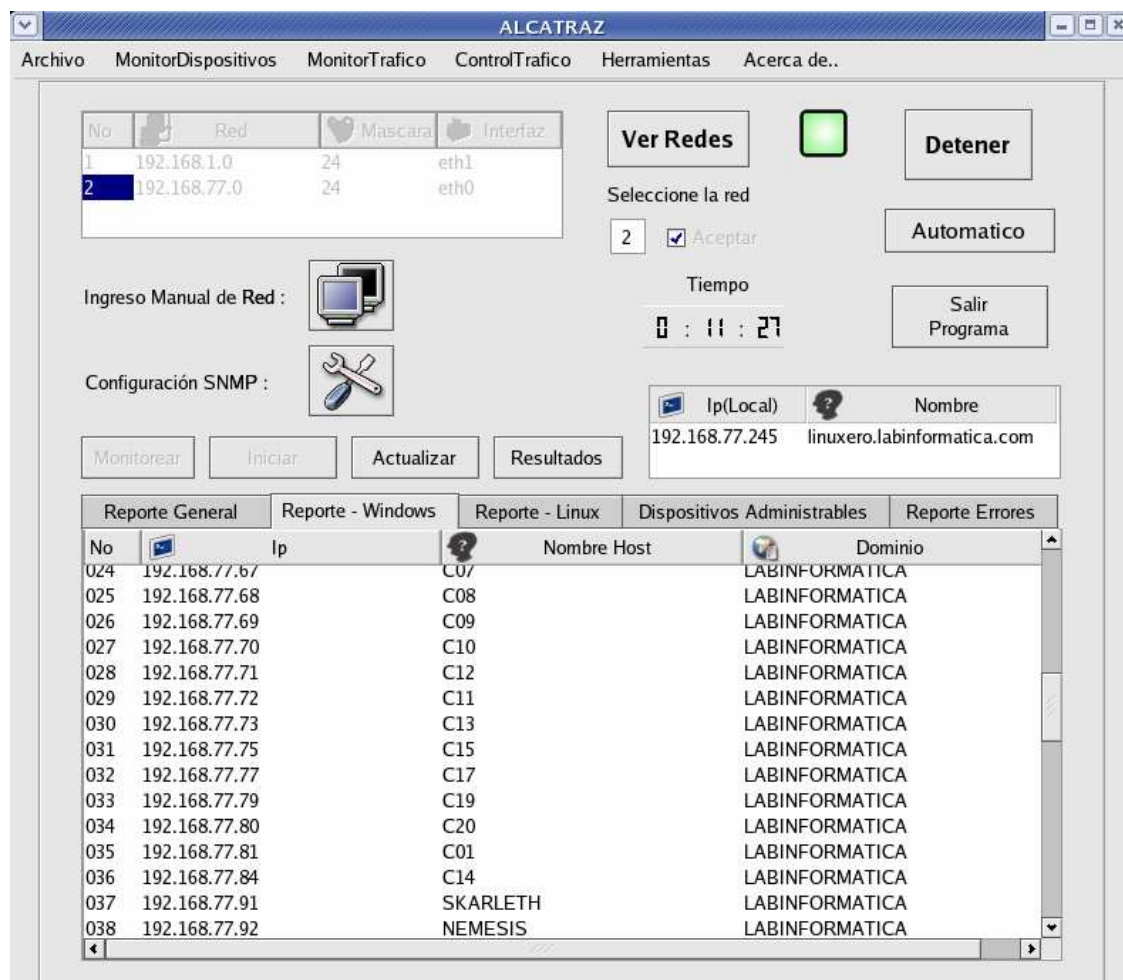 ALCATRAZ
Archivo MonitorDispositivos MonitorTrafico ControlTrafico Herramientas Acerca de..
No Red Mascara Interfaz
1 192.168.1.0 24 eth1
2 192.168.77.0 24 eth0
Ver Redes
Detener
Seleccione la red
2 Aceptar
Automatico
Ingreso Manual de Red :
Tiempo
0 : 11 : 27
Salir
Programa
Configuración SNMP :
Ip(Local) Nombre
192.168.77.245 linuxero.labinformatica.com
Monitorear Iniciar Actualizar Resultados
Reporte General Reporte - Windows Reporte - Linux Dispositivos Administrables Reporte Errores
No Ip Nombre Host Dominio
024 192.168.77.67 C07 LABINFORMATICA
025 192.168.77.68 C08 LABINFORMATICA
026 192.168.77.69 C09 LABINFORMATICA
027 192.168.77.70 C10 LABINFORMATICA
028 192.168.77.71 C12 LABINFORMATICA
029 192.168.77.72 C11 LABINFORMATICA
030 192.168.77.73 C13 LABINFORMATICA
031 192.168.77.75 C15 LABINFORMATICA
032 192.168.77.77 C17 LABINFORMATICA
033 192.168.77.79 C19 LABINFORMATICA
034 192.168.77.80 C20 LABINFORMATICA
035 192.168.77.81 C01 LABINFORMATICA
036 192.168.77.84 C14 LABINFORMATICA
037 192.168.77.91 SKARLETH LABINFORMATICA
038 192.168.77.92 NEMESIS LABINFORMATICA